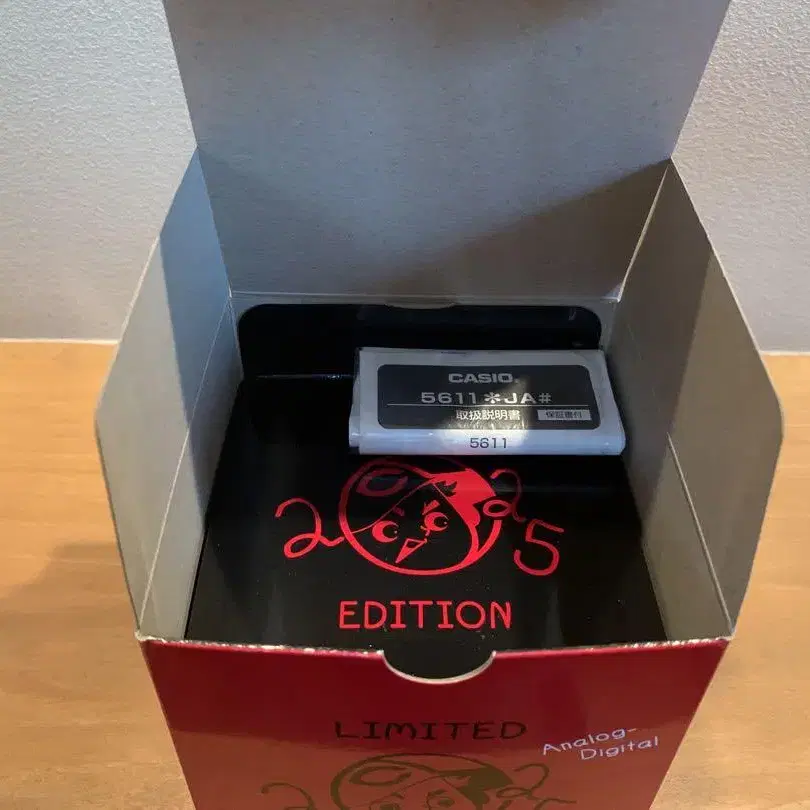 CASIO.
5611✻JA#
取扱説明書 保証書付
5611
2025
EDITION
LIMITED
Analog-
Digital